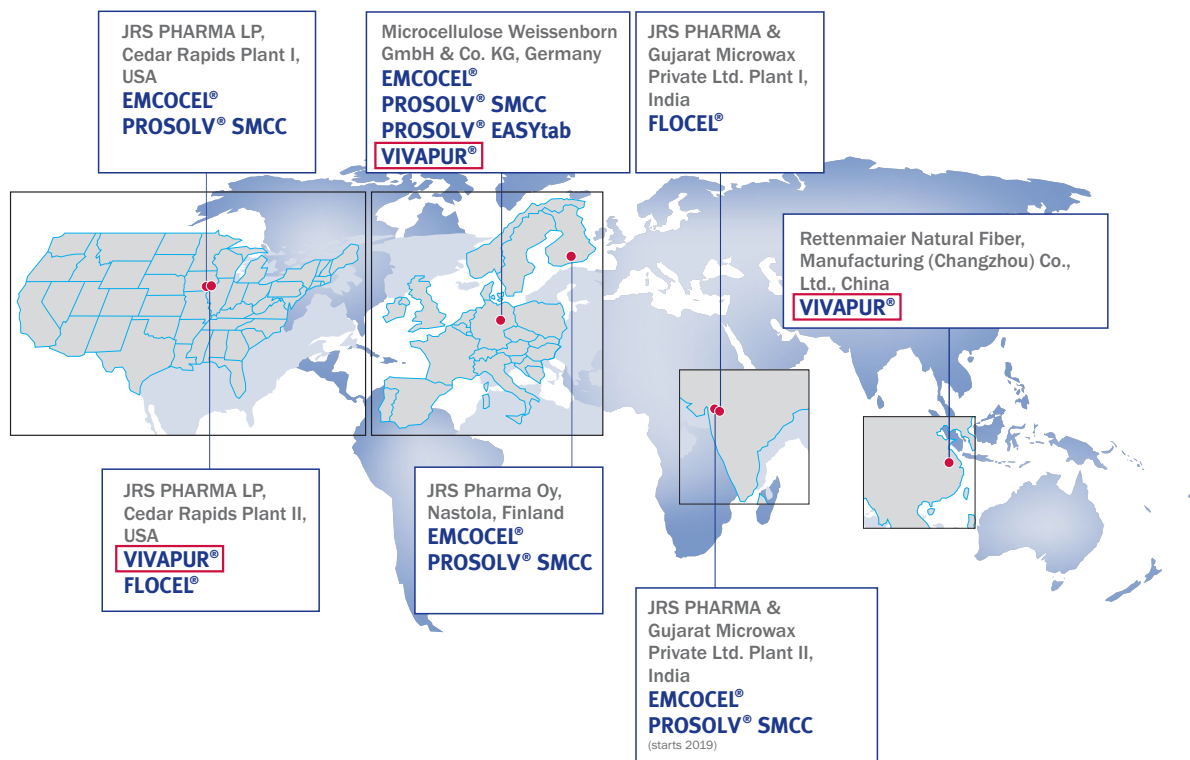 JRS PHARMA LP,
Cedar Rapids Plant I,
USA
EMCOCEL®
PROSOLV® SMCC
Microcellulose Weissenborn
GmbH & Co. KG, Germany
EMCOCEL®
PROSOLV® SMCC
PROSOLV® EASYtab
VIVAPUR®
JRS PHARMA &
Gujarat Microwax
Private Ltd. Plant I,
India
FLOCEL®
Rettenmaier Natural Fiber,
Manufacturing (Changzhou) Co.,
Ltd., China
VIVAPUR®
JRS PHARMA LP,
Cedar Rapids Plant II,
USA
VIVAPUR®
FLOCEL®
JRS Pharma Oy,
Nastola, Finland
EMCOCEL®
PROSOLV® SMCC
JRS PHARMA &
Gujarat Microwax
Private Ltd. Plant II,
India
EMCOCEL®
PROSOLV® SMCC
(starts 2019)